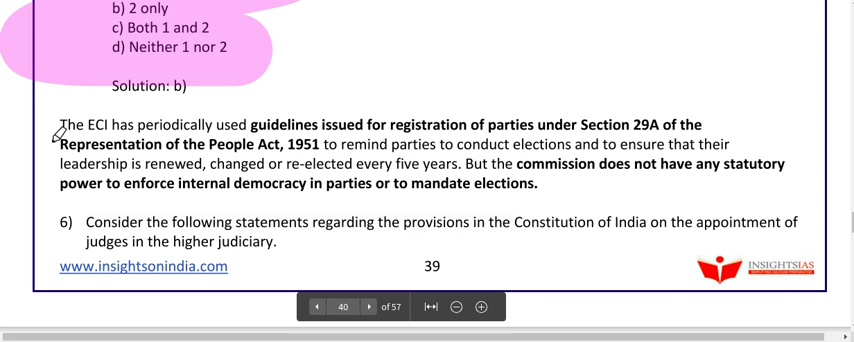 b) 2 only
c) Both 1 and 2
d) Neither 1 nor 2
Solution: b)
The ECI has periodically used guidelines issued for registration of parties under Section 29A of the
Representation of the People Act, 1951 to remind parties to conduct elections and to ensure that their
leadership is renewed, changed or re-elected every five years. But the commission does not have any statutory
power to enforce internal democracy in parties or to mandate elections.
6) Consider the following statements regarding the provisions in the Constitution of India on the appointment of
judges in the higher judiciary.
www.insightsonindia.com 39 INSIGHTSIAS
40 of 57